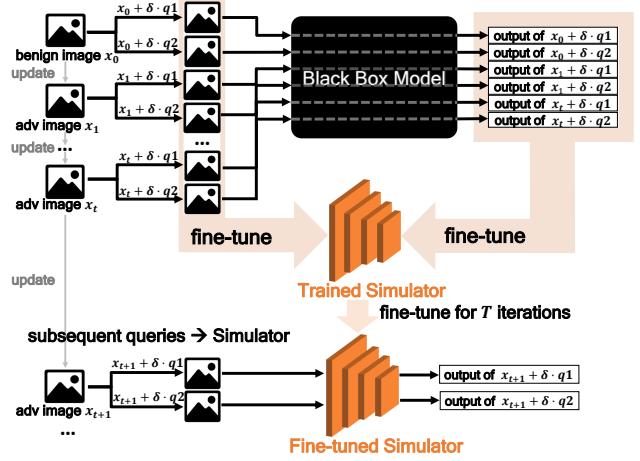 x₀ + δ · q1
output of x₀ + δ · q1
benign image x₀
x₀ + δ · q2
output of x₀ + δ · q2
update
x₁ + δ · q1
Black Box Model
output of x₁ + δ · q1
x₁ + δ · q2
output of x₁ + δ · q2
adv image x₁
output of xₜ + δ · q1
update
...
...
output of xₜ + δ · q2
xₜ + δ · q1
xₜ + δ · q2
adv image xₜ
fine-tune
fine-tune
update
Trained Simulator
fine-tune for T iterations
subsequent queries → Simulator
xₜ₊₁ + δ · q1
output of xₜ₊₁ + δ · q1
xₜ₊₁ + δ · q2
output of xₜ₊₁ + δ · q2
adv image xₜ₊₁
...
Fine-tuned Simulator